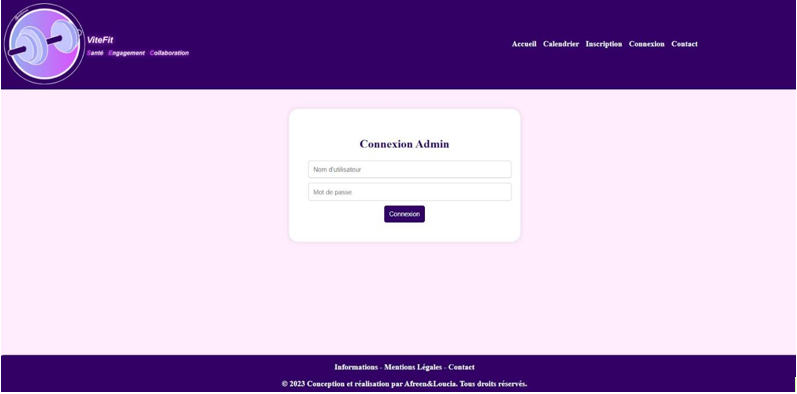 ViteFit
Santé Engagement Collaboration
Accueil Calendrier Inscription Connexion Contact
Connexion Admin
Nom d'utilisateur
Mot de passe
Connexion
Informations - Mentions Légales - Contact
© 2023 Conception et réalisation par Afreen&Loucia. Tous droits réservés.